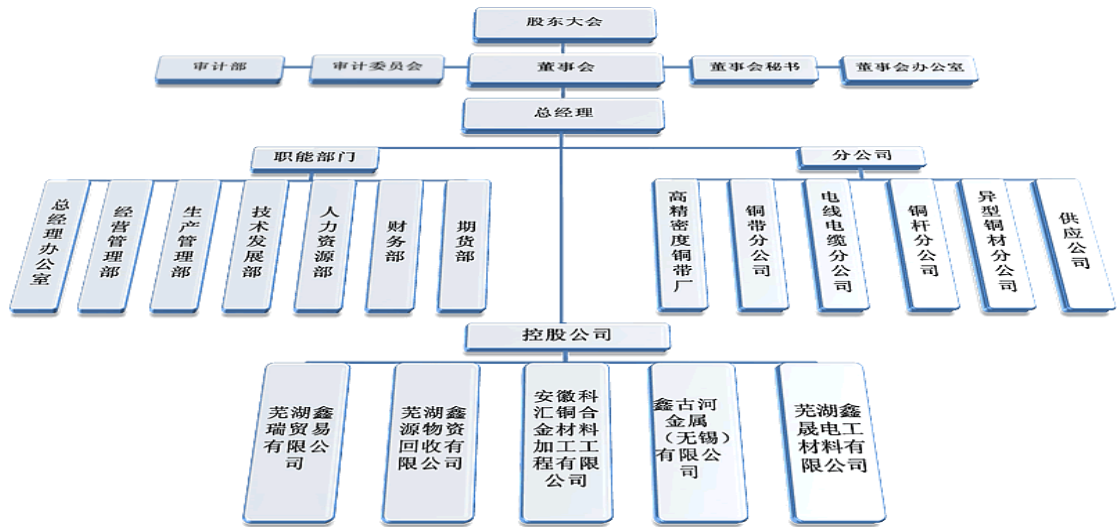 股东大会
审计部
审计委员会
董事会
董事会秘书
董事会办公室
总经理
职能部门
分公司
总经理办公室
经营管理部
生产管理部
技术发展部
人力资源部
财务部
期货部
高精密度铜带厂
铜带分公司
电线电缆分公司
铜杆分公司
异型铜材分公司
供应公司
控股公司
芜湖鑫
瑞贸易
有限公
司
芜湖鑫
源物资
回收有
限公司
安徽科
汇铜合
金材料
加工工
程有限
公司
鑫古河
金属
（无锡）
有限公
司
芜湖鑫
晟电工
材料有
限公司